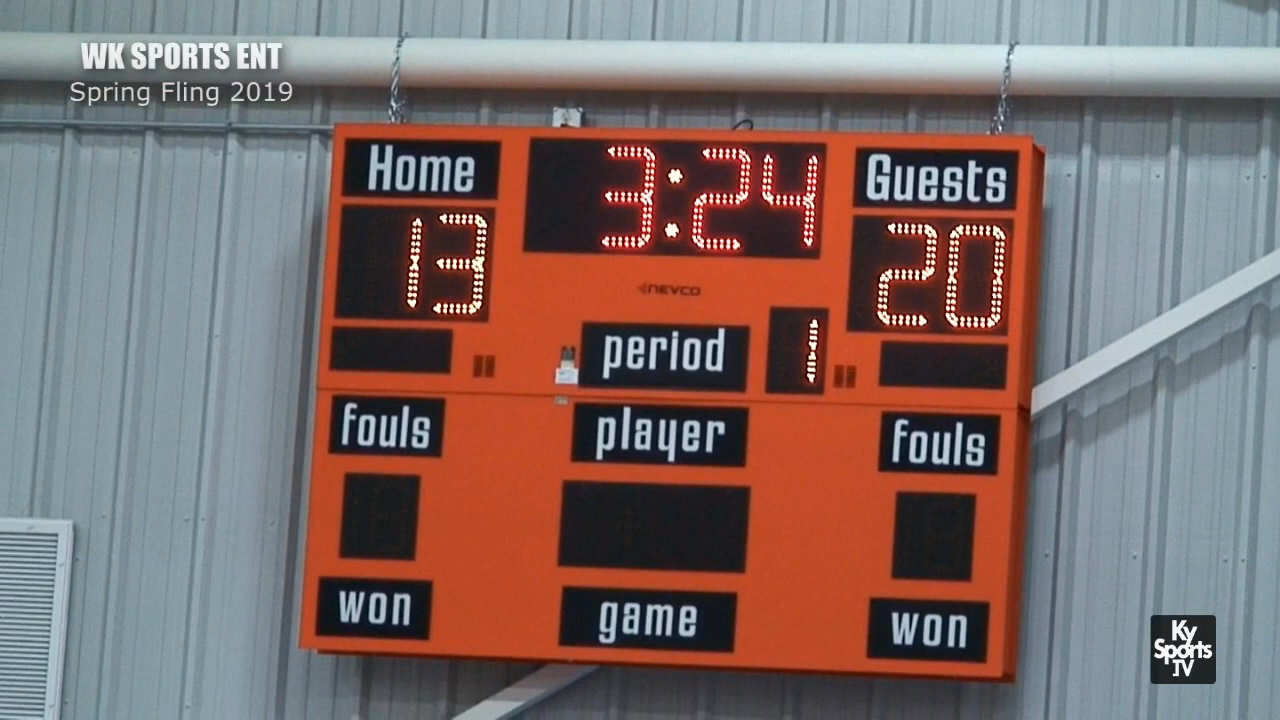 WK SPORTS ENT
Spring Fling 2019
Home
3:24
Guests
13
20
NEVCO
period
1
fouls
player
fouls
won
game
won
Ky
Sports
TV